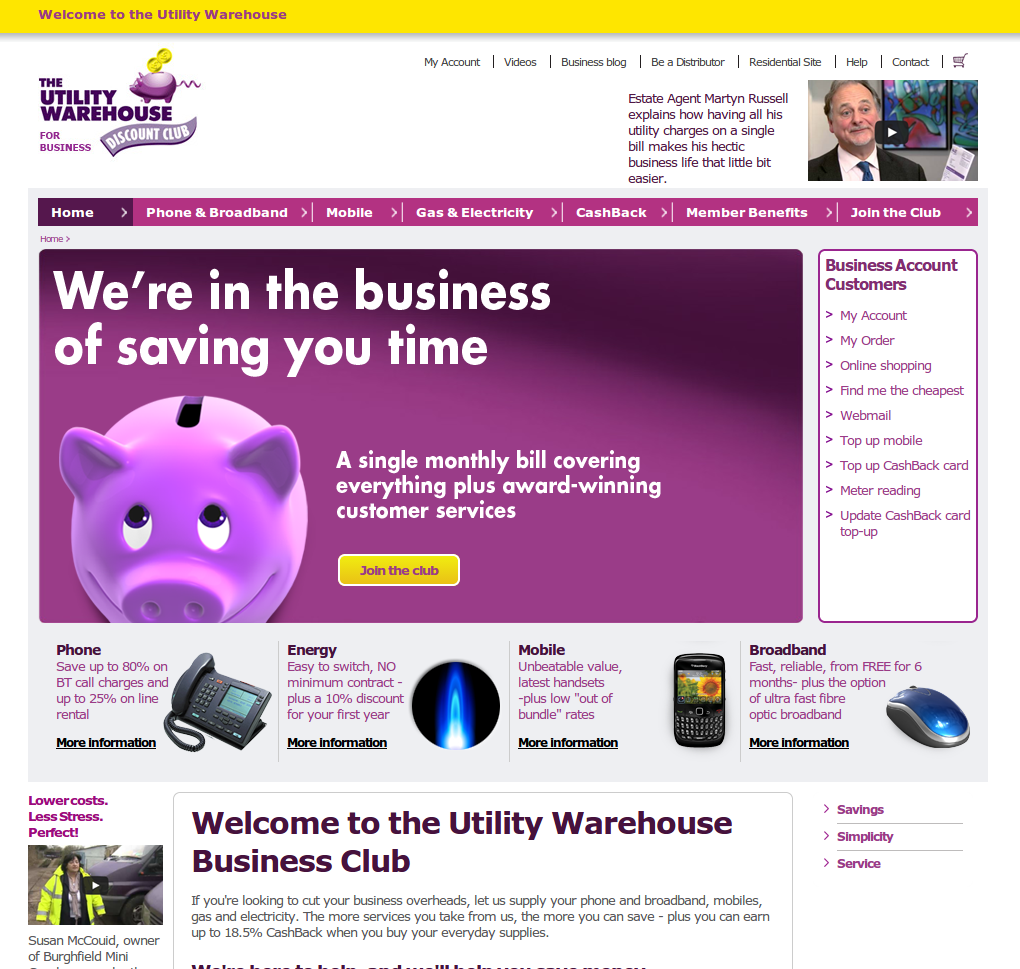 Welcome to the Utility Warehouse
THE
UTILITY
WAREHOUSE
DISCOUNT CLUB
FOR
BUSINESS
My Account
Videos
Business blog
Be a Distributor
Residential Site
Help
Contact
Estate Agent Martyn Russell
explains how having all his
utility charges on a single
bill makes his hectic
business life that little bit
easier.
Home
Phone & Broadband
Mobile
Gas & Electricity
CashBack
Member Benefits
Join the Club
Home >
We're in the business
of saving you time
A single monthly bill covering
everything plus award-winning
customer services
Join the club
Business Account
Customers
> My Account
> My Order
> Online shopping
> Find me the cheapest
> Webmail
> Top up mobile
> Top up CashBack card
> Meter reading
> Update CashBack card
top-up
Phone
Save up to 80% on
BT call charges and
up to 25% on line
rental
More information
Energy
Easy to switch, NO
minimum contract -
plus a 10% discount
for your first year
More information
Mobile
Unbeatable value,
latest handsets
-plus low "out of
bundle" rates
More information
Broadband
Fast, reliable, from FREE for 6
months- plus the option
of ultra fast fibre
optic broadband
More information
Lower costs.
Less Stress.
Perfect!
Susan McCouid, owner
of Burghfield Mini
Welcome to the Utility Warehouse
Business Club
If you're looking to cut your business overheads, let us supply your phone and broadband, mobiles,
gas and electricity. The more services you take from us, the more you can save - plus you can earn
up to 18.5% CashBack when you buy your everyday supplies.
We're here to help, and we'll help you save money
Savings
Simplicity
Service